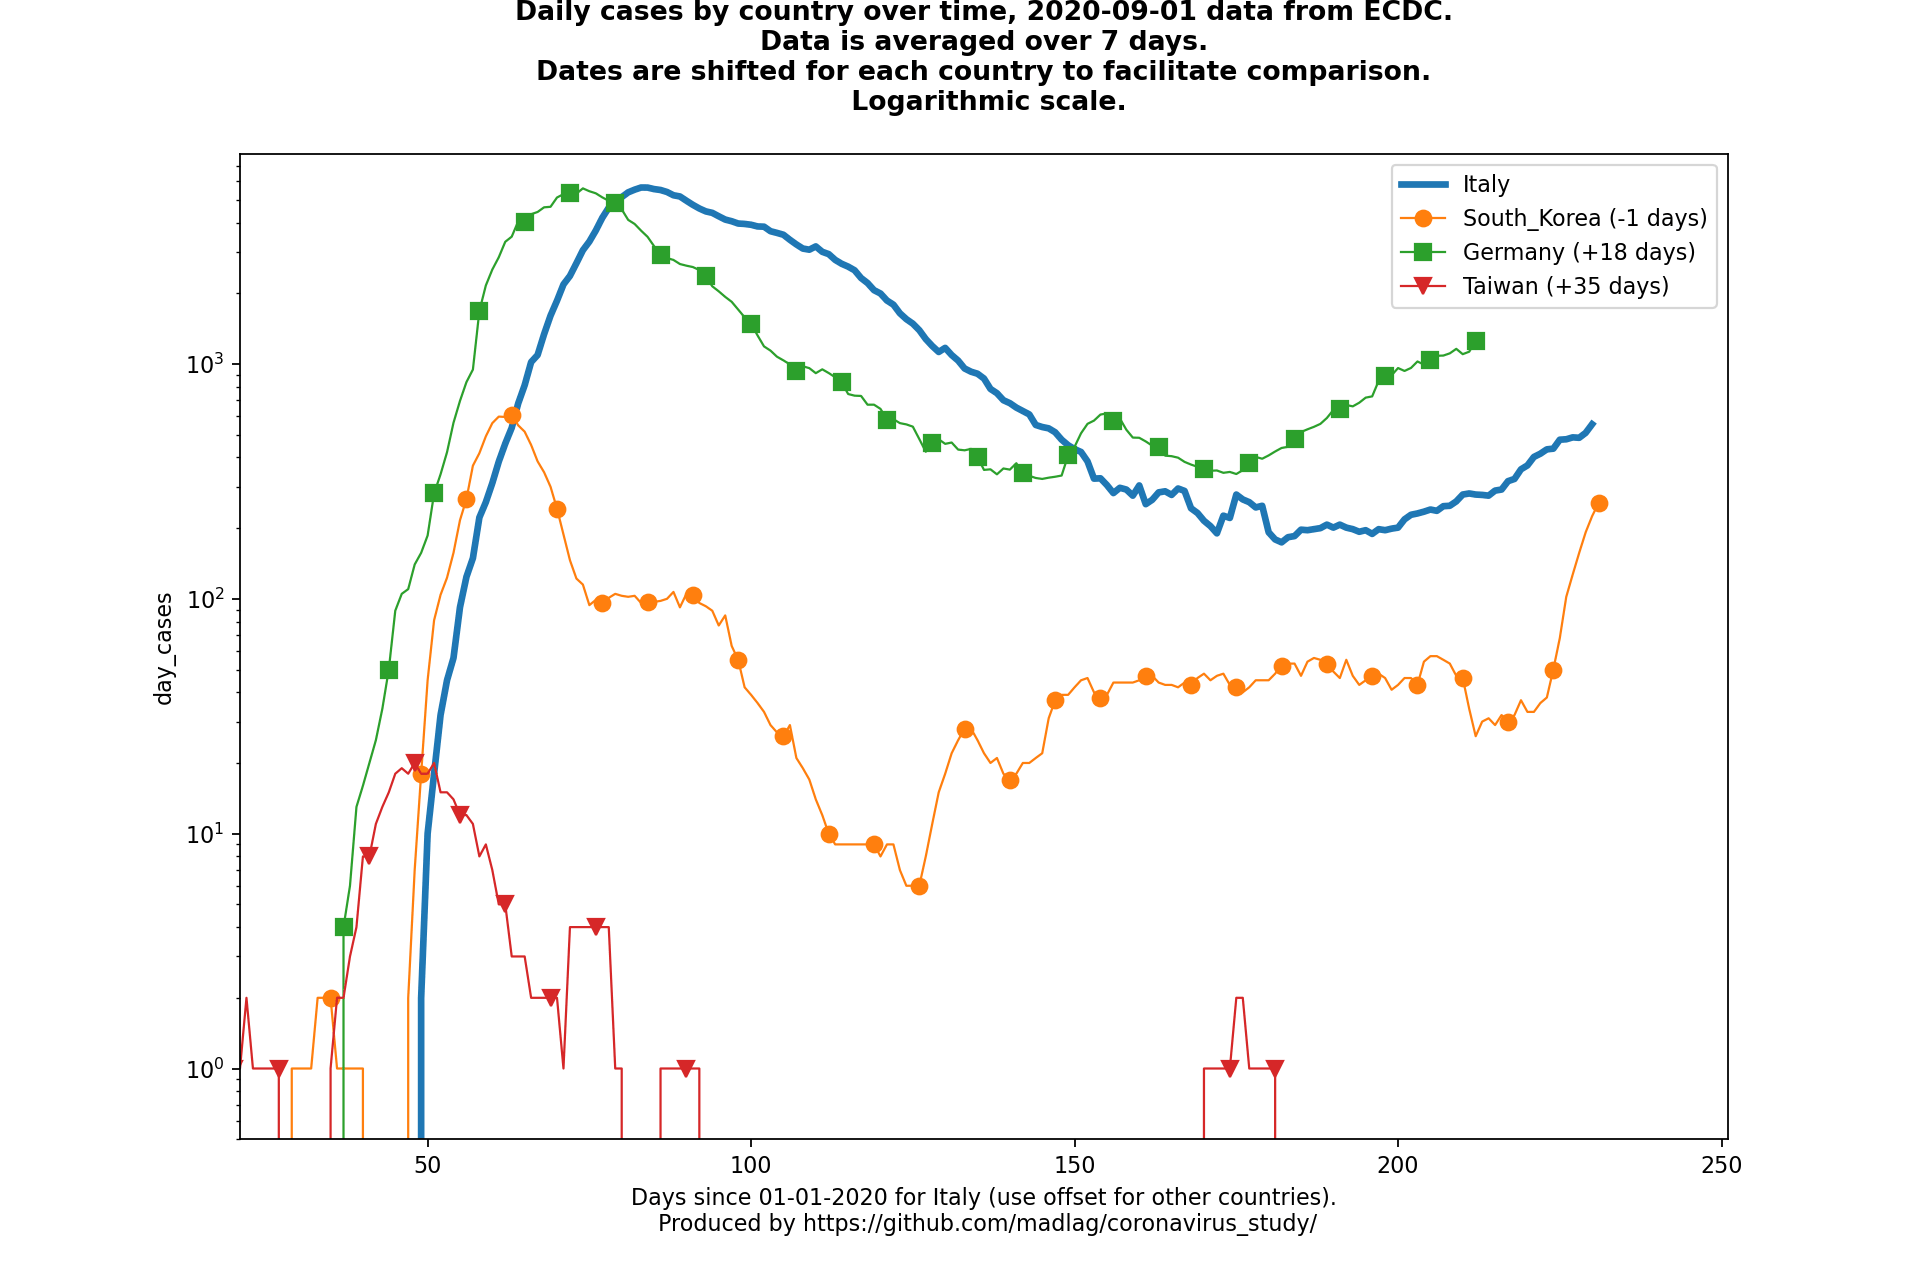 Daily cases by country over time, 2020-09-01 data from ECDC.
Data is averaged over 7 days.
Dates are shifted for each country to facilitate comparison.
Logarithmic scale.
Italy
South_Korea (-1 days)
Germany (+18 days)
Taiwan (+35 days)
day_cases
10³
10²
10¹
10⁰
50
100
150
200
250
Days since 01-01-2020 for Italy (use offset for other countries).
Produced by https://github.com/madlag/coronavirus_study/